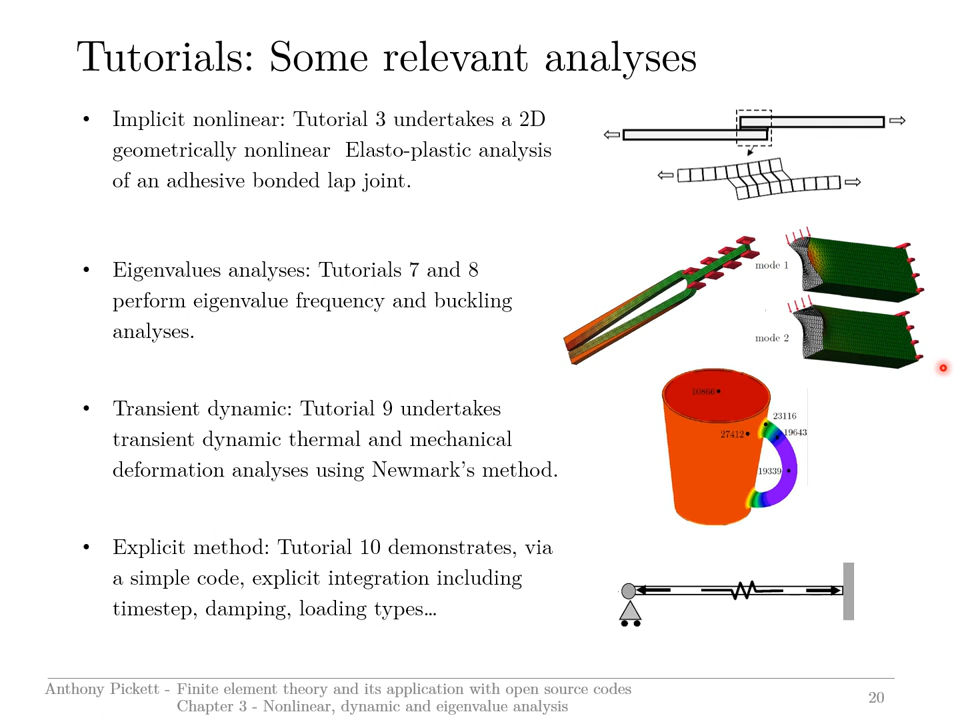 Tutorials: Some relevant analyses
• Implicit nonlinear: Tutorial 3 undertakes a 2D
geometrically nonlinear Elasto-plastic analysis
of an adhesive bonded lap joint.
• Eigenvalues analyses: Tutorials 7 and 8
perform eigenvalue frequency and buckling
analyses.
mode 1
mode 2
• Transient dynamic: Tutorial 9 undertakes
transient dynamic thermal and mechanical
deformation analyses using Newmark's method.
10866
23116
27412
19643
19339
• Explicit method: Tutorial 10 demonstrates, via
a simple code, explicit integration including
timestep, damping, loading types…
Anthony Pickett - Finite element theory and its application with open source codes
Chapter 3 - Nonlinear, dynamic and eigenvalue analysis
20